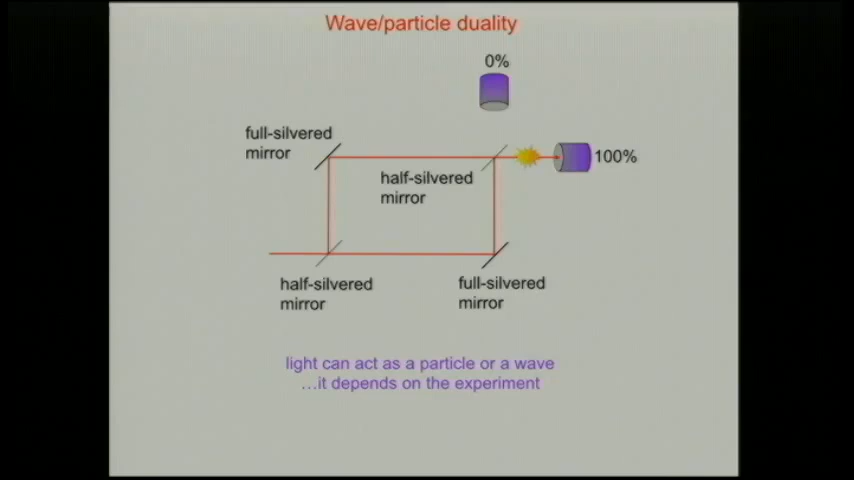 Wave/particle duality
0%
full-silvered
mirror
100%
half-silvered
mirror
half-silvered
mirror
full-silvered
mirror
light can act as a particle or a wave
…it depends on the experiment